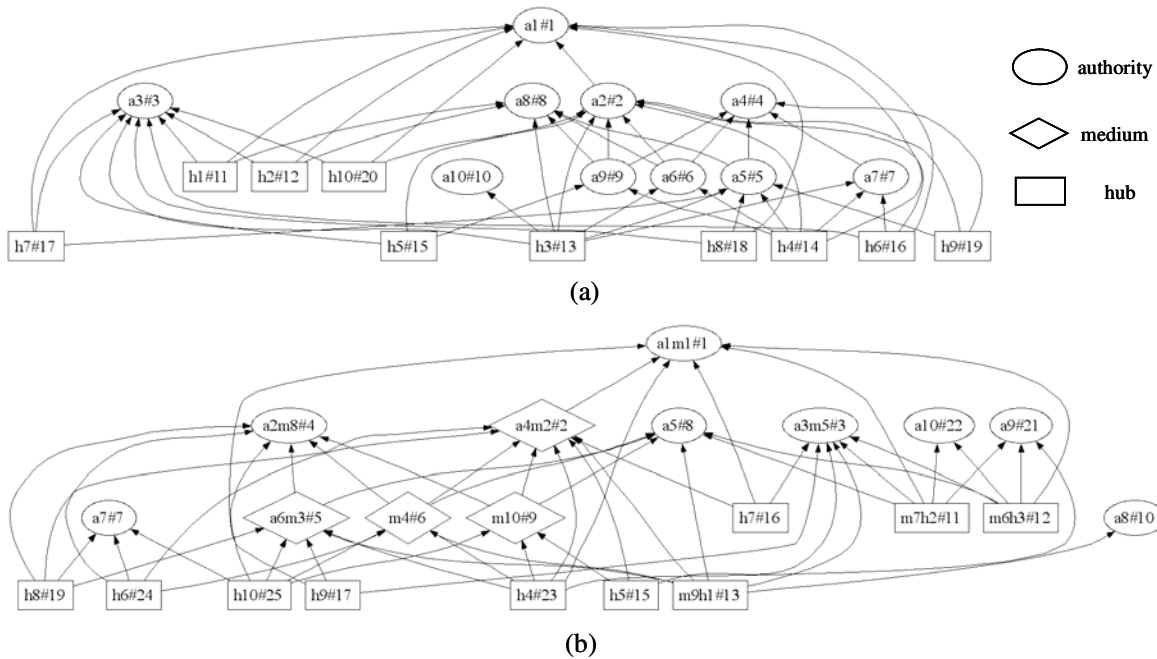 a1#1
authority
a3#3 a8#8 a2#2 a4#4
medium
h1#11 h2#12 h10#20 a10#10 a9#9 a6#6 a5#5 a7#7
hub
h7#17 h5#15 h3#13 h8#18 h4#14 h6#16 h9#19
(a)
a1m1#1
a2m8#4 a4m2#2 a5#8 a3m5#3 a10#22 a9#21
a7#7 a6m3#5 m4#6 m10#9 h7#16 m7h2#11 m6h3#12 a8#10
h8#19 h6#24 h10#25 h9#17 h4#23 h5#15 m9h1#13
(b)